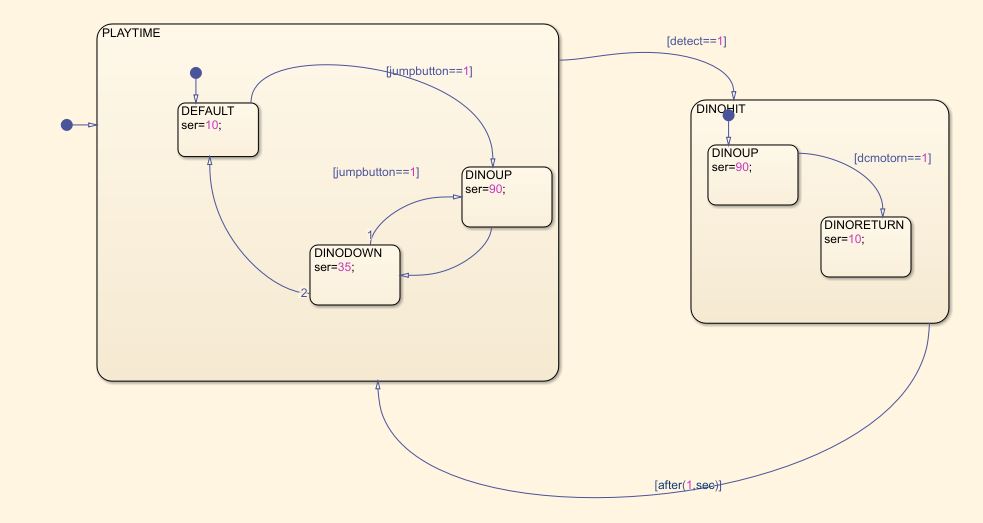 PLAYTIME
[detect==1]
[jumpbutton==1]
DEFAULT
ser=10;
DINOHIT
DINOUP
ser=90;
[dcmotorn==1]
[jumpbutton==1]
DINOUP
ser=90;
DINORETURN
ser=10;
1
DINODOWN
ser=35;
2
[after(1,sec)]